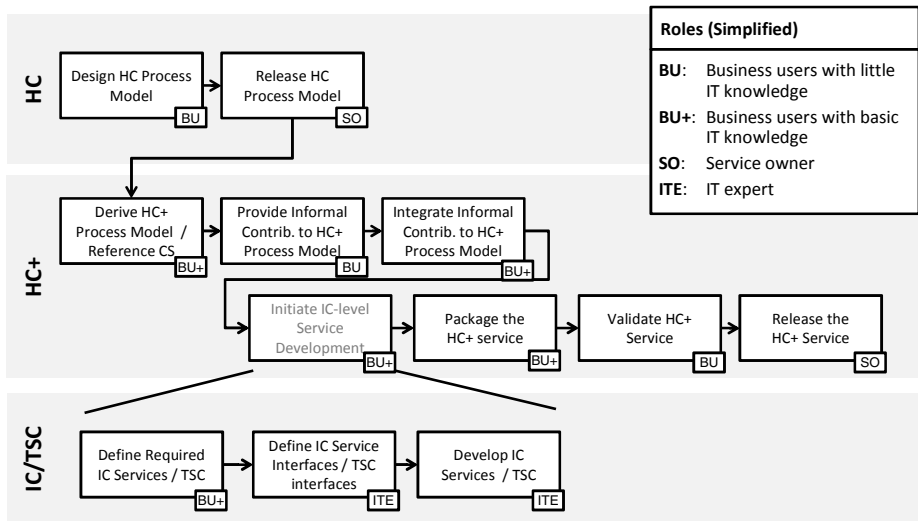 HC
Design HC Process
Model
BU
Release HC
Process Model
SO
Roles (Simplified)
BU: Business users with little
IT knowledge
BU+: Business users with basic
IT knowledge
SO: Service owner
ITE: IT expert
HC+
Derive HC+
Process Model /
Reference CS
BU+
Provide Informal
Contrib. to HC+
Process Model
BU
Integrate Informal
Contrib. to HC+
Process Model
BU+
Initiate IC-level
Service
Development
BU+
Package the
HC+ service
BU+
Validate HC+
Service
BU
Release the
HC+ Service
SO
IC/TSC
Define Required
IC Services / TSC
BU+
Define IC Service
Interfaces / TSC
interfaces
ITE
Develop IC
Services / TSC
ITE